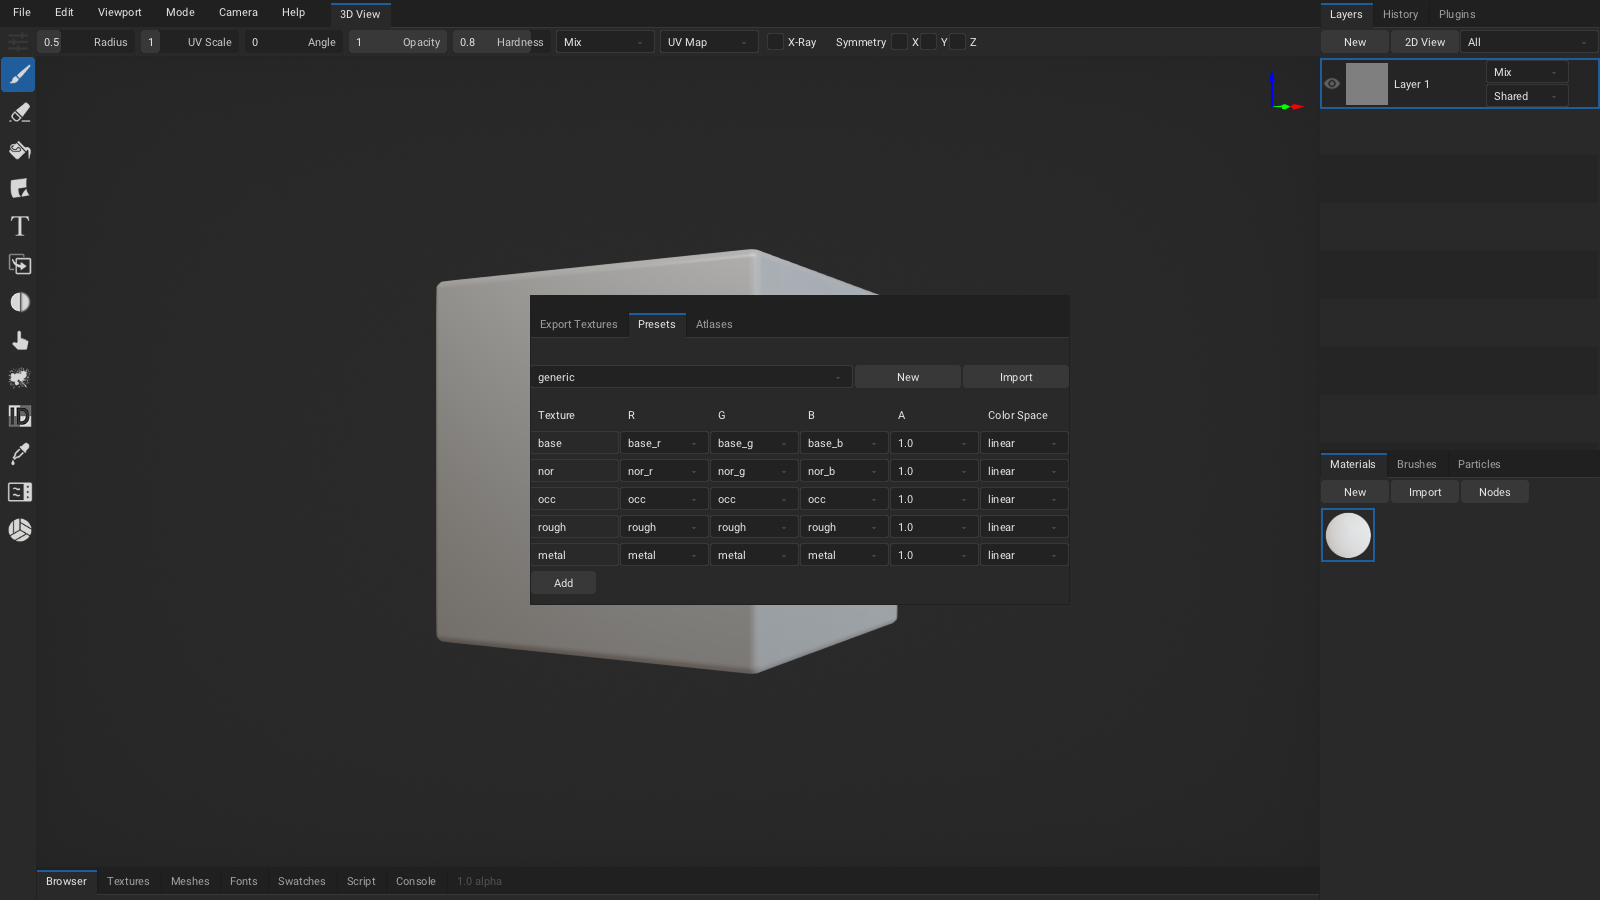 File Edit Viewport Mode Camera Help 3D View
0.5 Radius 1 UV Scale 0 Angle 1 Opacity 0.8 Hardness Mix UV Map X-Ray Symmetry X Y Z
T
Layers History Plugins
New 2D View All
Layer 1 Mix
Shared
Export Textures Presets Atlases
generic New Import
Texture R G B A Color Space
base base_r base_g base_b 1.0 linear
nor nor_r nor_g nor_b 1.0 linear
occ occ occ occ 1.0 linear
rough rough rough rough 1.0 linear
metal metal metal metal 1.0 linear
Add
Materials Brushes Particles
New Import Nodes
Browser Textures Meshes Fonts Swatches Script Console 1.0 alpha